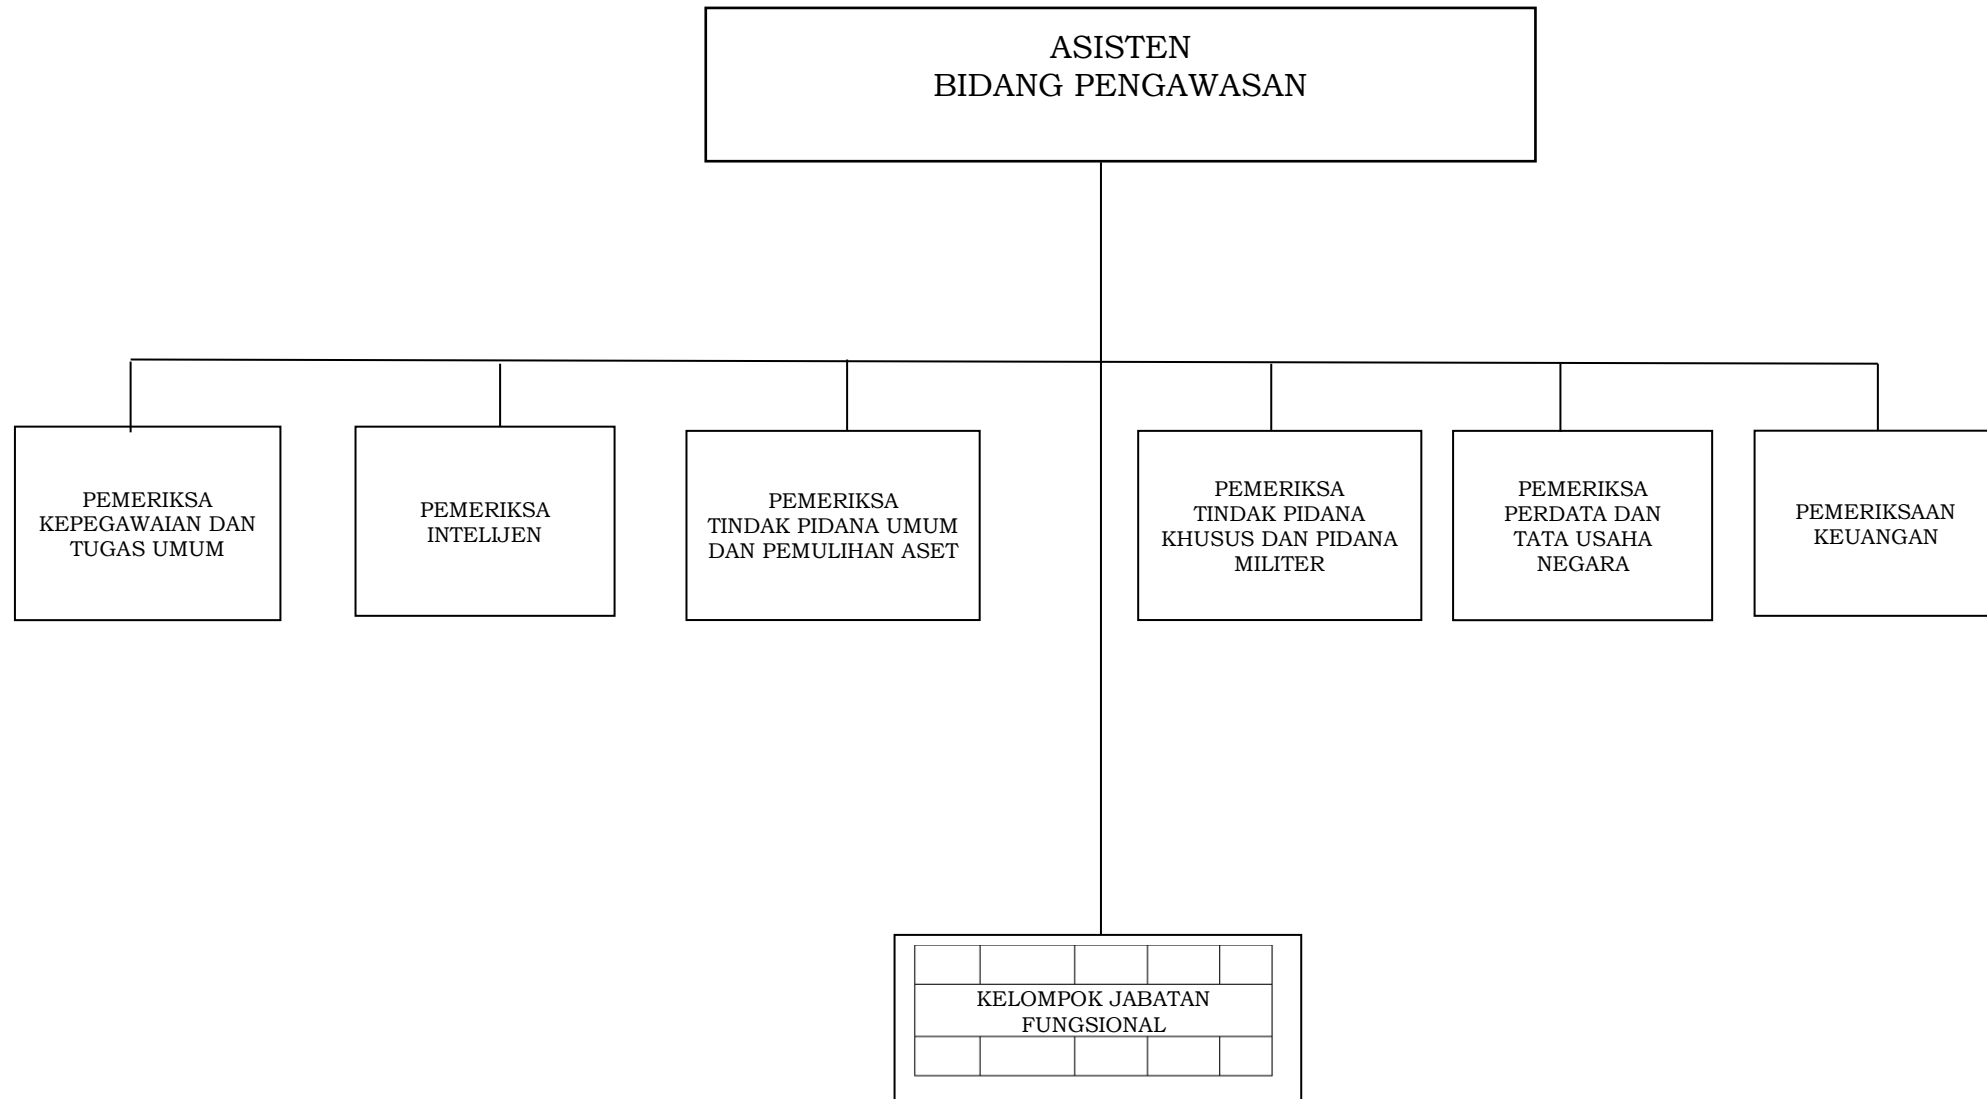 ASISTEN
BIDANG PENGAWASAN
PEMERIKSA
KEPEGAWAIAN DAN
TUGAS UMUM
PEMERIKSA
INTELIJEN
PEMERIKSA
TINDAK PIDANA UMUM
DAN PEMULIHAN ASET
PEMERIKSA
TINDAK PIDANA
KHUSUS DAN PIDANA
MILITER
PEMERIKSA
PERDATA DAN
TATA USAHA
NEGARA
PEMERIKSAAN
KEUANGAN
KELOMPOK JABATAN
FUNGSIONAL